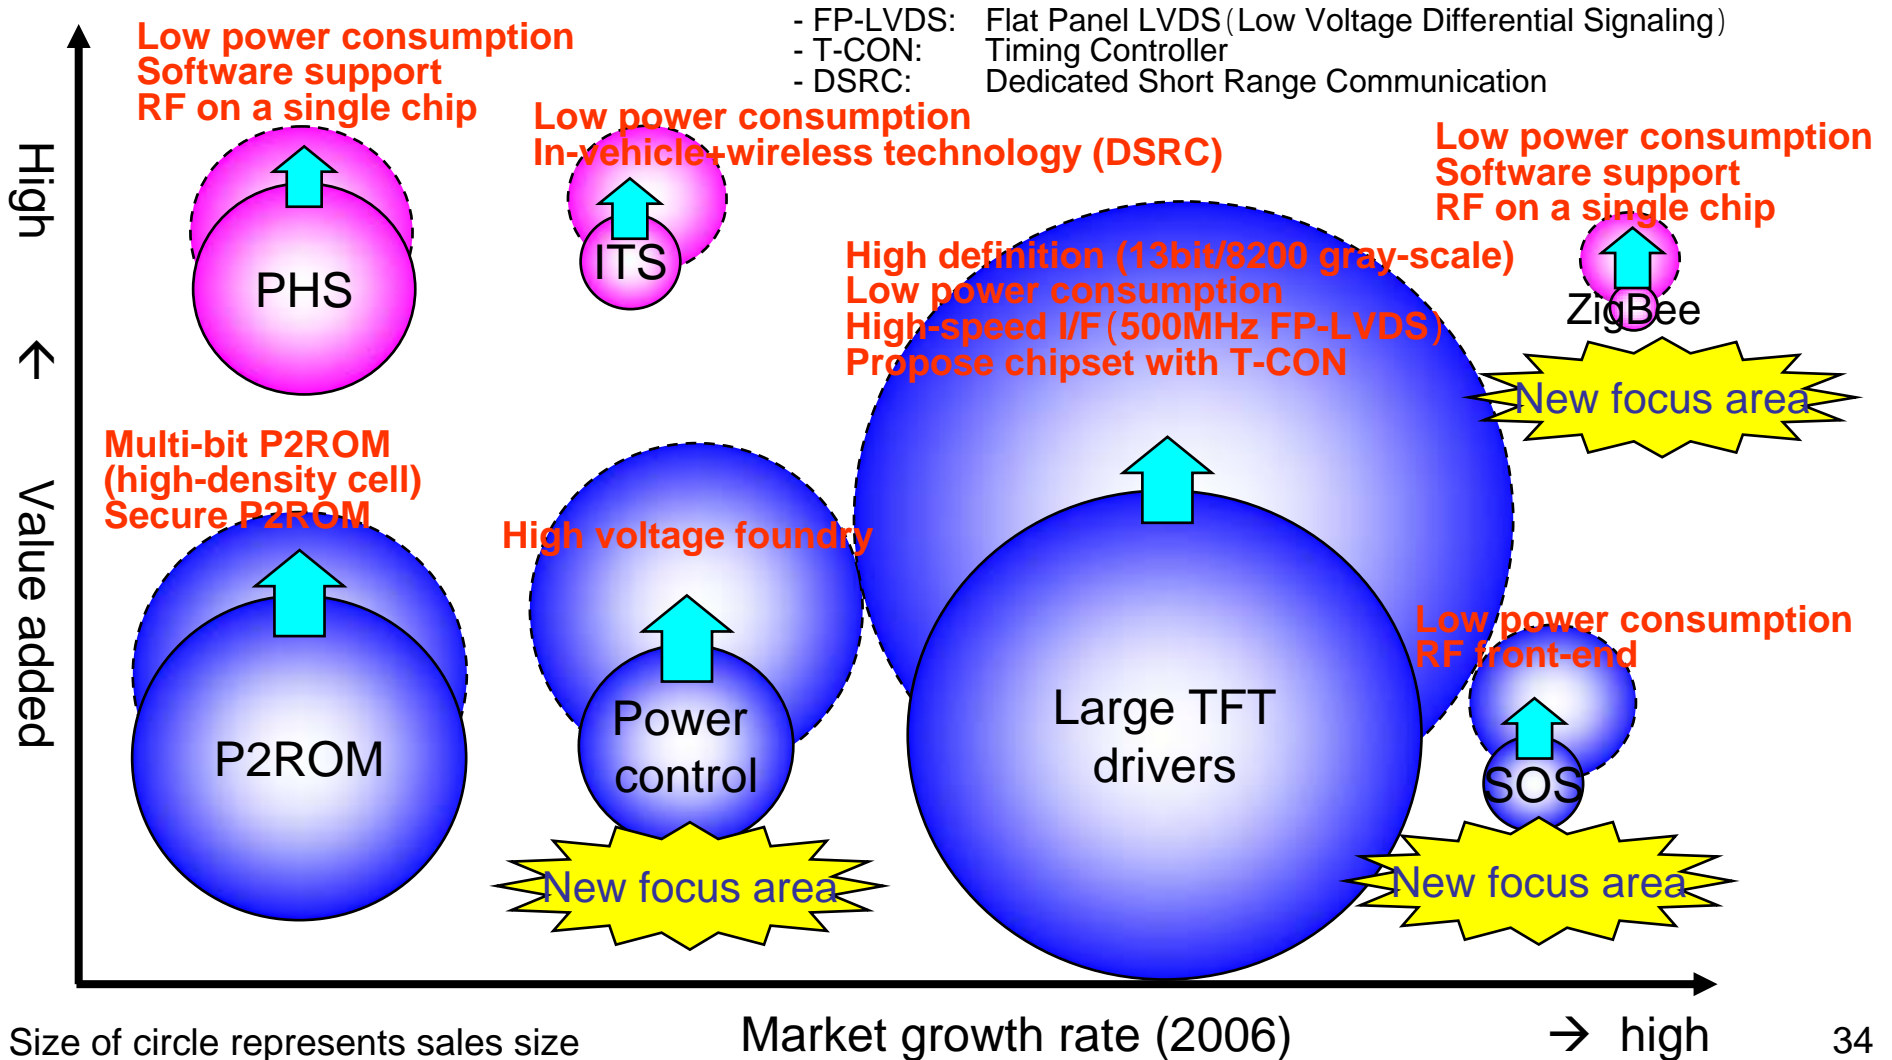 - FP-LVDS: Flat Panel LVDS(Low Voltage Differential Signaling)
- T-CON: Timing Controller
- DSRC: Dedicated Short Range Communication
Low power consumption
Software support
RF on a single chip
PHS
Low power consumption
In-vehicle+wireless technology (DSRC)
ITS
High definition (13bit/8200 gray-scale)
Low power consumption
High-speed I/F(500MHz FP-LVDS)
Propose chipset with T-CON
Large TFT
drivers
Low power consumption
Software support
RF on a single chip
ZigBee
New focus area
Multi-bit P2ROM
(high-density cell)
Secure P2ROM
P2ROM
High voltage foundry
Power
control
New focus area
Low power consumption
RF front-end
SOS
New focus area
Value added → High
Market growth rate (2006) → high
Size of circle represents sales size
34